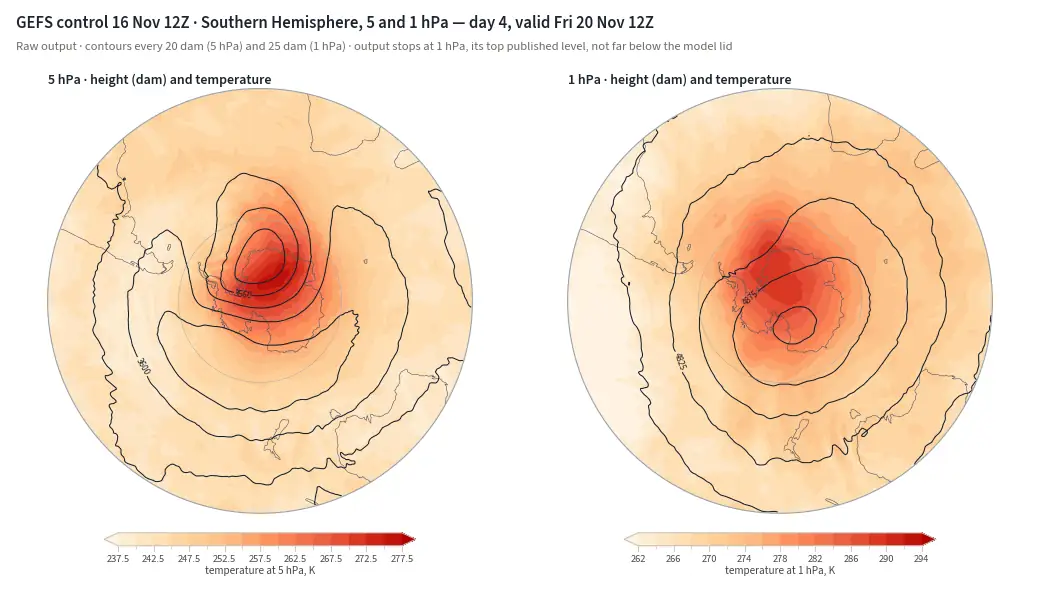 GEFS control 16 Nov 12Z · Southern Hemisphere, 5 and 1 hPa — day 4, valid Fri 20 Nov 12Z
Raw output · contours every 20 dam (5 hPa) and 25 dam (1 hPa) · output stops at 1 hPa, its top published level, not far below the model lid
5 hPa · height (dam) and temperature
1 hPa · height (dam) and temperature
3560
3600
4875
4825
237.5 242.5 247.5 252.5 257.5 262.5 267.5 272.5 277.5
temperature at 5 hPa, K
262 266 270 274 278 282 286 290 294
temperature at 1 hPa, K